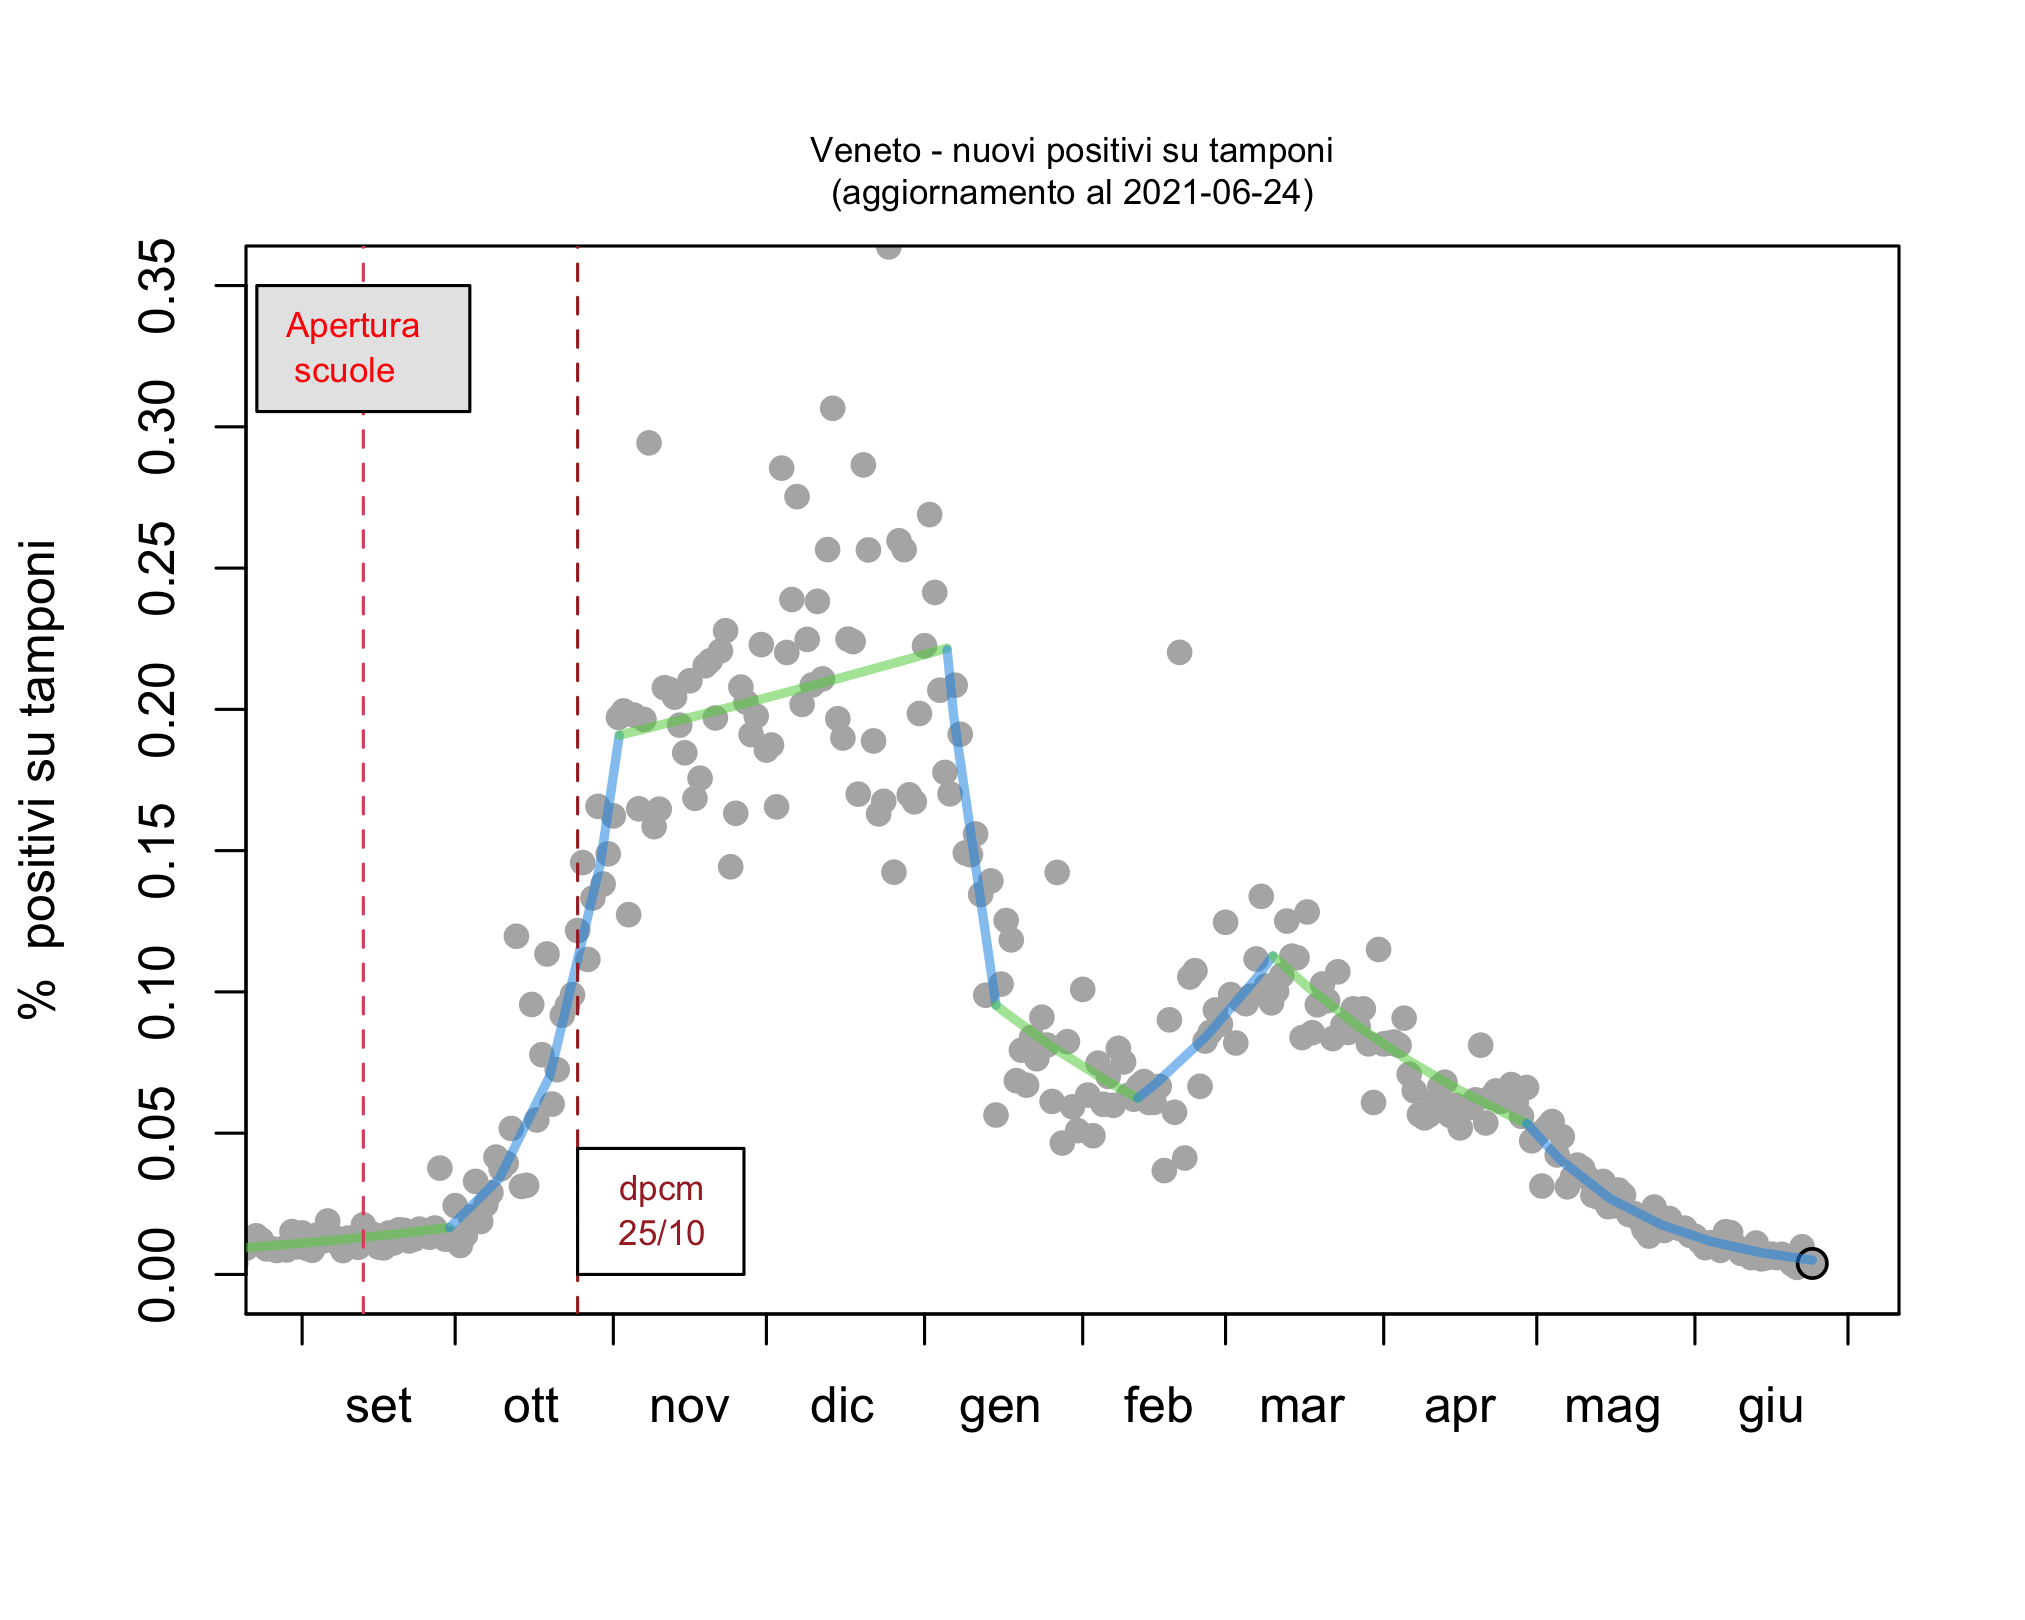 Veneto - nuovi positivi su tamponi
(aggiornamento al 2021-06-24)
% positivi su tamponi
0.35
0.30
0.25
0.20
0.15
0.10
0.05
0.00
Apertura
scuole
dpcm
25/10
set ott nov dic gen feb mar apr mag giu